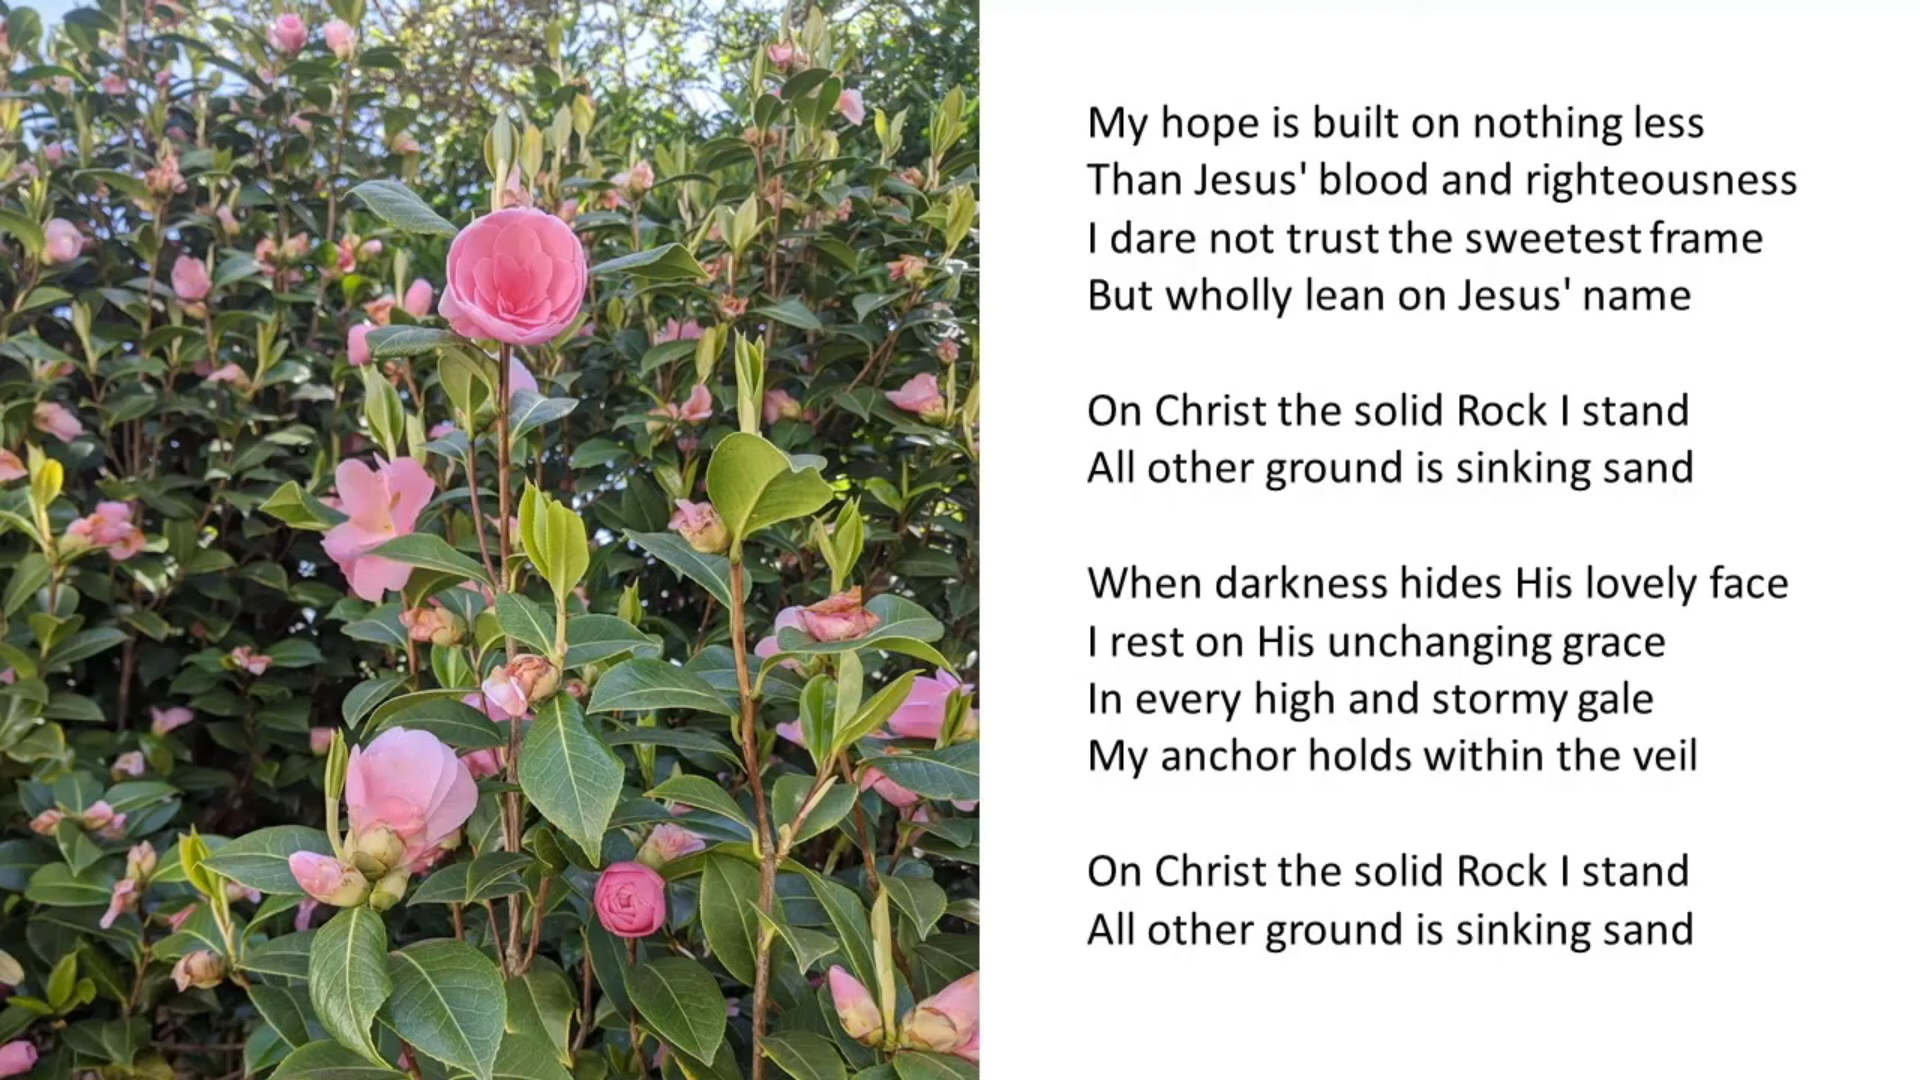 My hope is built on nothing less
Than Jesus' blood and righteousness
I dare not trust the sweetest frame
But wholly lean on Jesus' name
On Christ the solid Rock I stand
All other ground is sinking sand
When darkness hides His lovely face
I rest on His unchanging grace
In every high and stormy gale
My anchor holds within the veil
On Christ the solid Rock I stand
All other ground is sinking sand